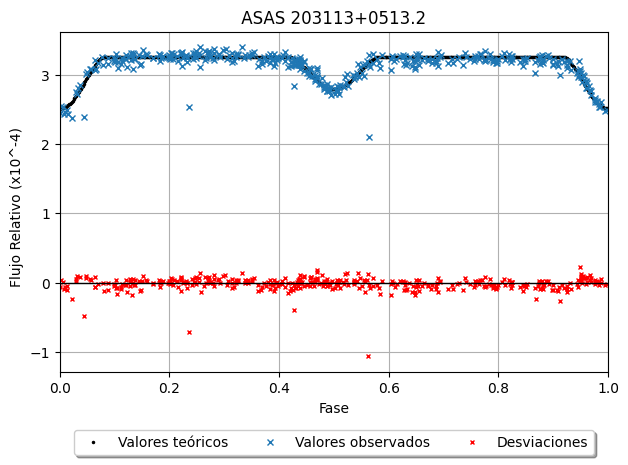 ASAS 203113+0513.2
Flujo Relativo (x10^-4)
3
2
1
0
−1
0.0 0.2 0.4 0.6 0.8 1.0
Fase
Valores teóricos Valores observados Desviaciones